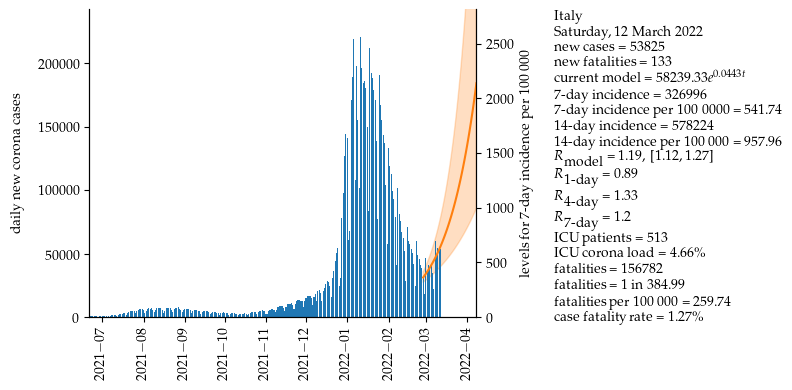 daily new corona cases
200000
150000
100000
50000
0
2021−07
2021−08
2021−09
2021−10
2021−11
2021−12
2022−01
2022−02
2022−03
2022−04
2500
2000
1500
1000
500
0
levels for 7-day incidence per 100 000
Italy
Saturday, 12 March 2022
new cases = 53825
new fatalities = 133
current model = 58239.33e^0.0443t
7-day incidence = 326996
7-day incidence per 100 0000 = 541.74
14-day incidence = 578224
14-day incidence per 100 000 = 957.96
R_model = 1.19, [1.12, 1.27]
R_1-day = 0.89
R_4-day = 1.33
R_7-day = 1.2
ICU patients = 513
ICU corona load = 4.66%
fatalities = 156782
fatalities = 1 in 384.99
fatalities per 100 000 = 259.74
case fatality rate = 1.27%